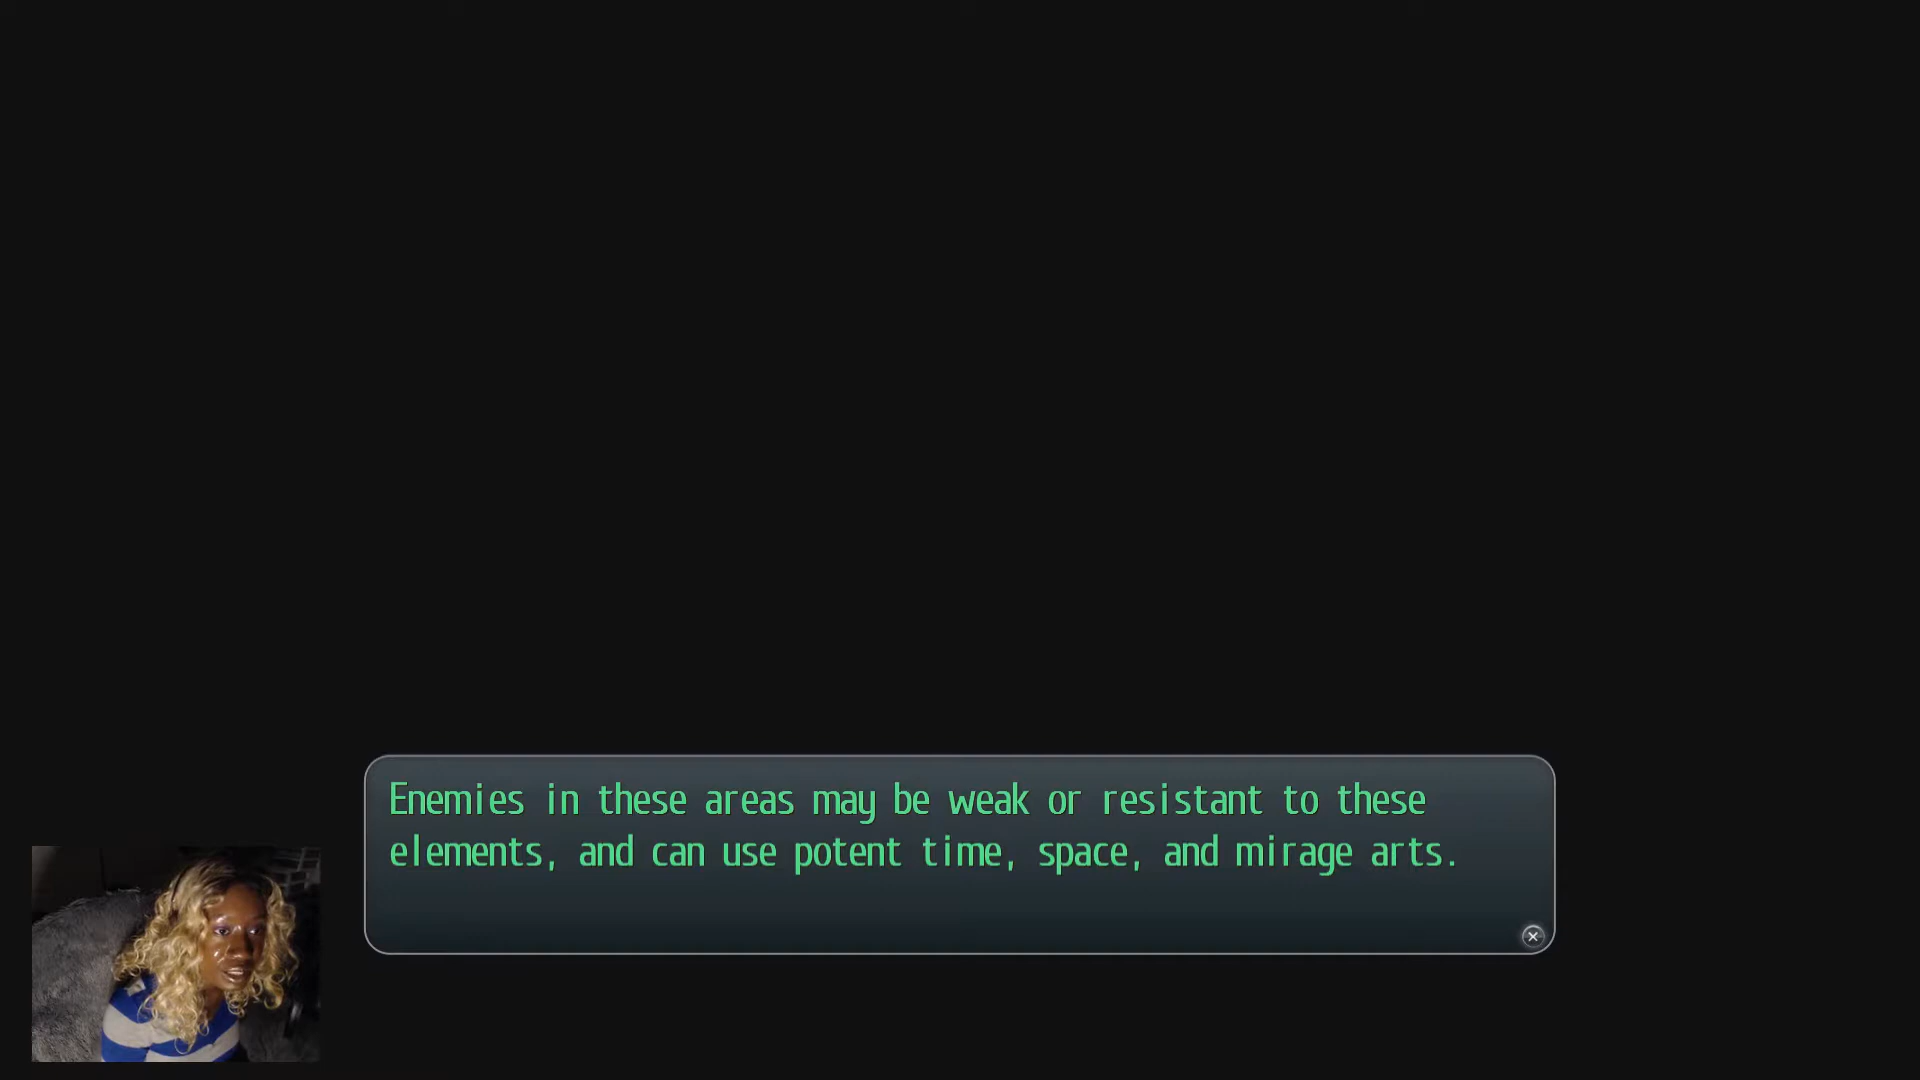 Enemies in these areas may be weak or resistant to these
elements, and can use potent time, space, and mirage arts.